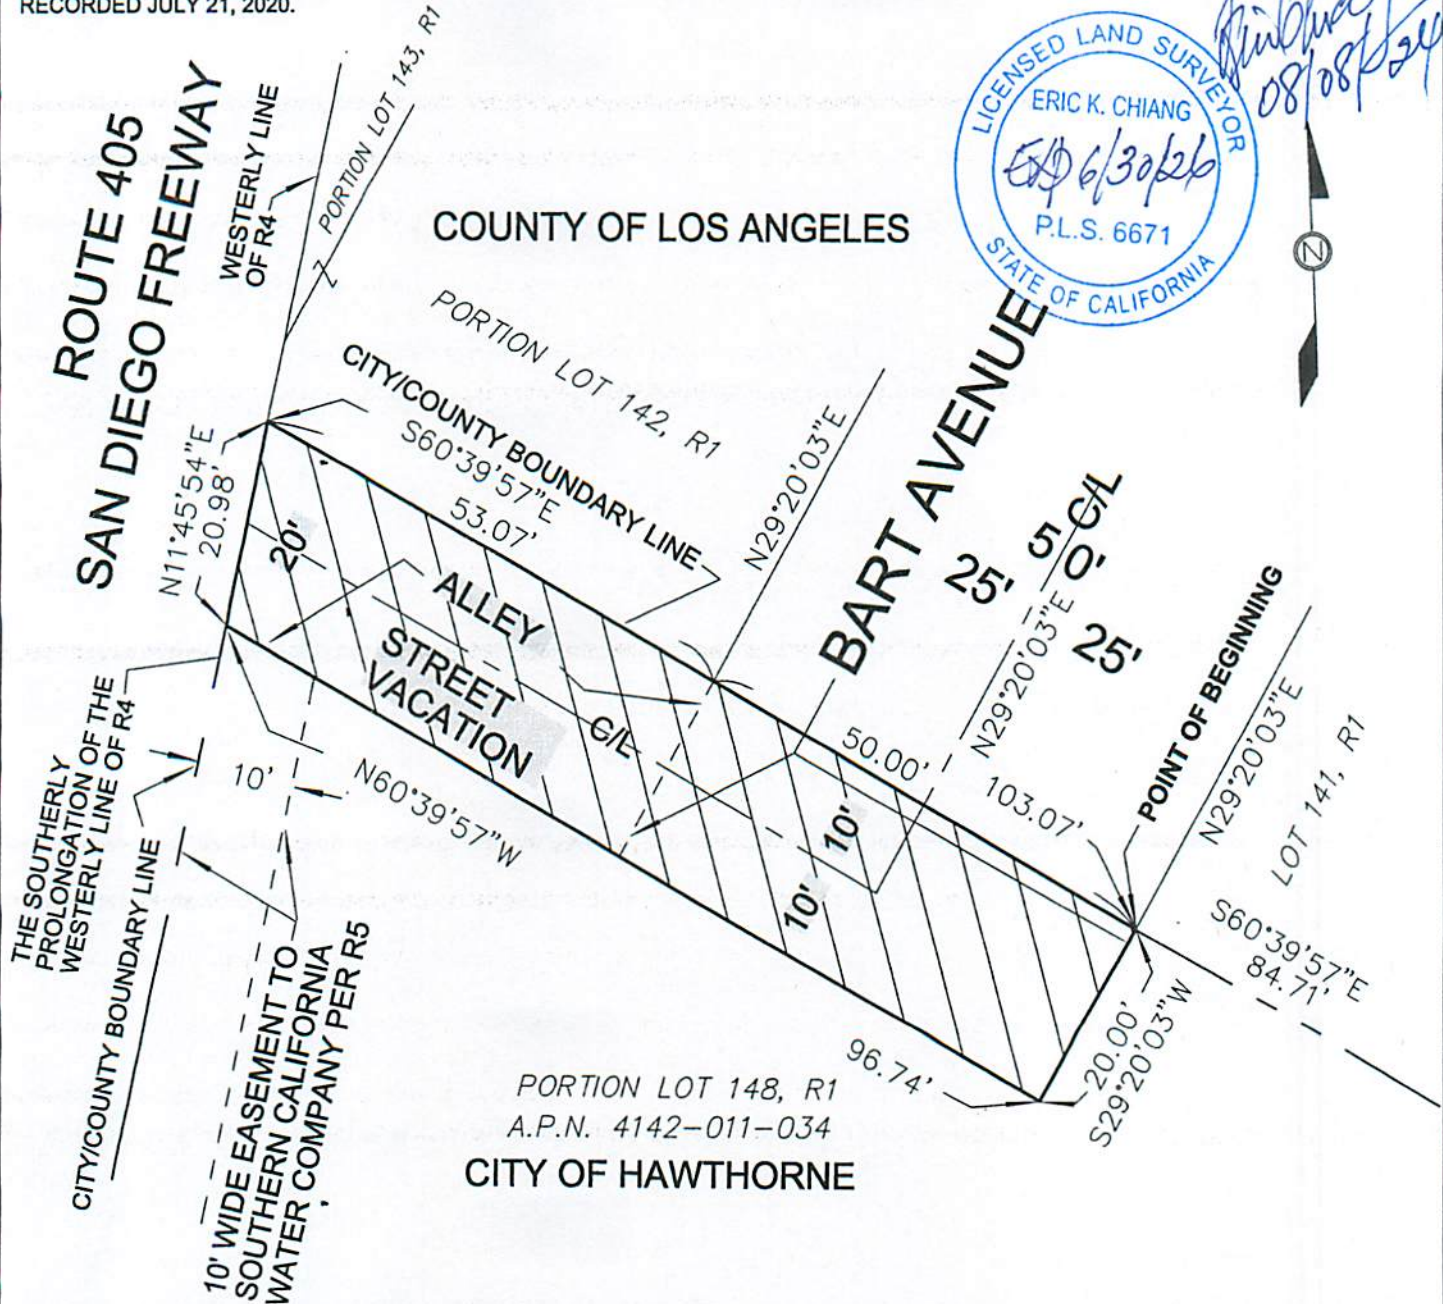 RECORDED JULY 21, 2020.
ROUTE 405
SAN DIEGO FREEWAY
WESTERLY LINE
OF R4
PORTION LOT 143, R1
COUNTY OF LOS ANGELES
LICENSED LAND SURVEYOR
ERIC K. CHIANG
EXP 6/30/26
P.L.S. 6671
STATE OF CALIFORNIA
08/08/24
N
PORTION LOT 142, R1
CITY/COUNTY BOUNDARY LINE
S60°39'57"E
53.07'
N11°45'54"E
20.98'
20'
ALLEY
STREET
VACATION
C/L
N29°20'03"E
BART AVENUE
25'
50'
C/L
N29°20'03"E
25'
POINT OF BEGINNING
N29°20'03"E
LOT 141, R1
50.00'
103.07'
10'
10'
S60°39'57"E
84.71'
20.00'
S29°20'03"W
96.74'
N60°39'57"W
10'
THE SOUTHERLY
PROLONGATION OF THE
WESTERLY LINE OF R4
CITY/COUNTY BOUNDARY LINE
10' WIDE EASEMENT TO
SOUTHERN CALIFORNIA
WATER COMPANY PER R5
PORTION LOT 148, R1
A.P.N. 4142-011-034
CITY OF HAWTHORNE